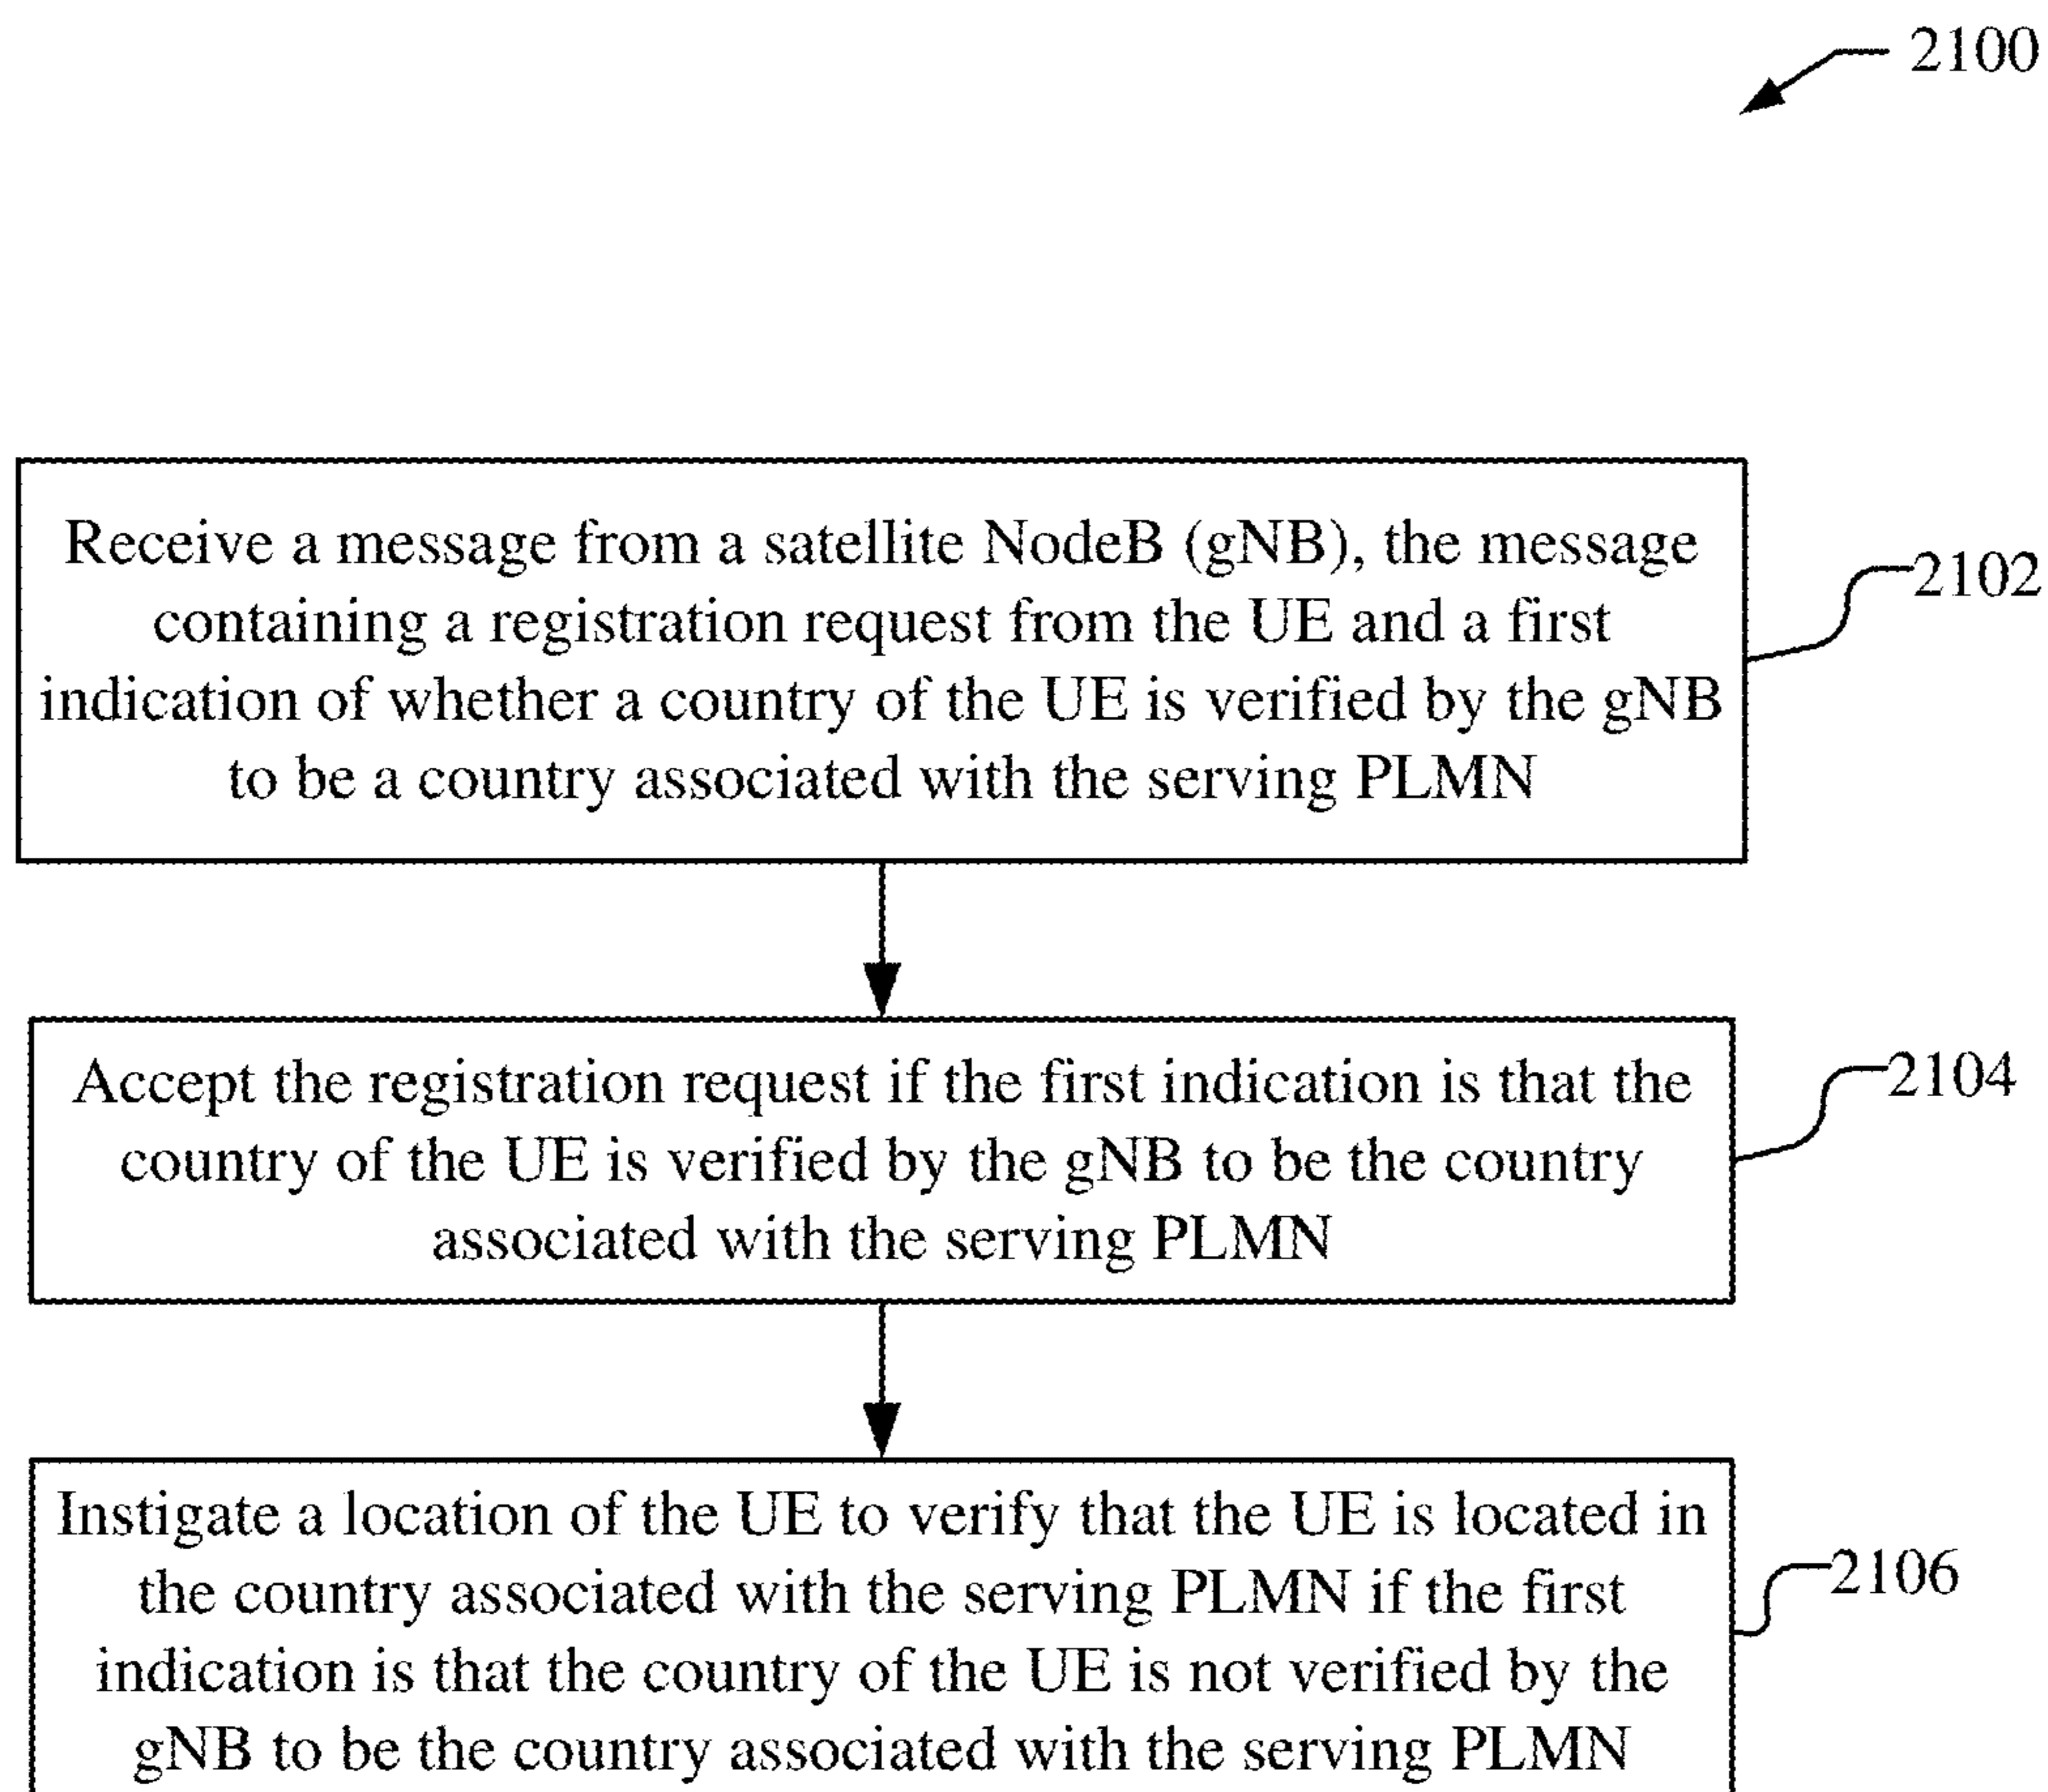 2100
Receive a message from a satellite NodeB (gNB), the message
containing a registration request from the UE and a first
indication of whether a country of the UE is verified by the gNB
to be a country associated with the serving PLMN
2102
Accept the registration request if the first indication is that the
country of the UE is verified by the gNB to be the country
associated with the serving PLMN
2104
Instigate a location of the UE to verify that the UE is located in
the country associated with the serving PLMN if the first
indication is that the country of the UE is not verified by the
gNB to be the country associated with the serving PLMN
2106